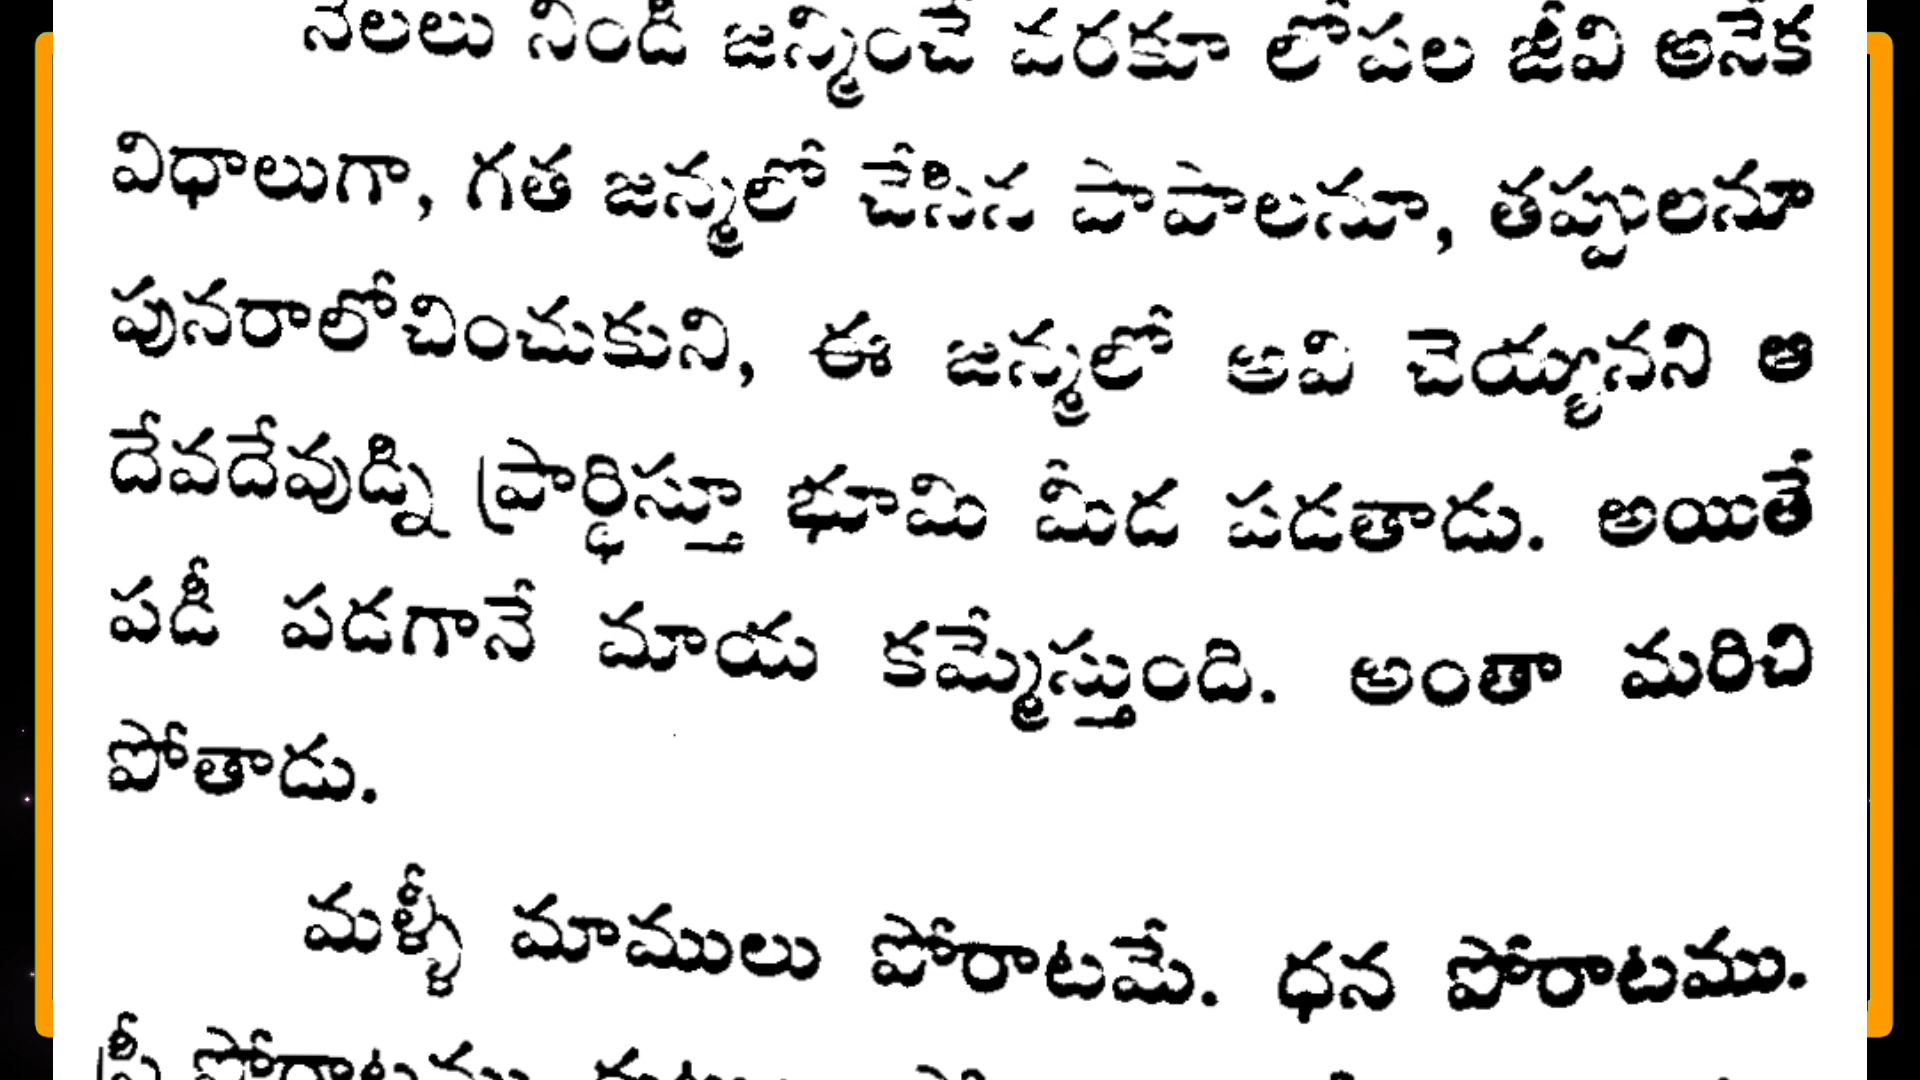 నెలలు నిండి జన్మించే వరకూ లోపల జీవి అనేక
విధాలుగా, గత జన్మలో చేసిన పాపాలనూ, తప్పులనూ
పునరాలోచించుకుని, ఈ జన్మలో అవి చెయ్యనని ఆ
దేవదేవుడ్ని ప్రార్థిస్తూ భూమి మీద పడతాడు. అయితే
పడీ పడగానే మాయ కమ్మేస్తుంది. అంతా మరిచి
పోతాడు.
మళ్ళీ మాములు పోరాటమే. ధన పోరాటము.
స్త్రీ పోరాటము